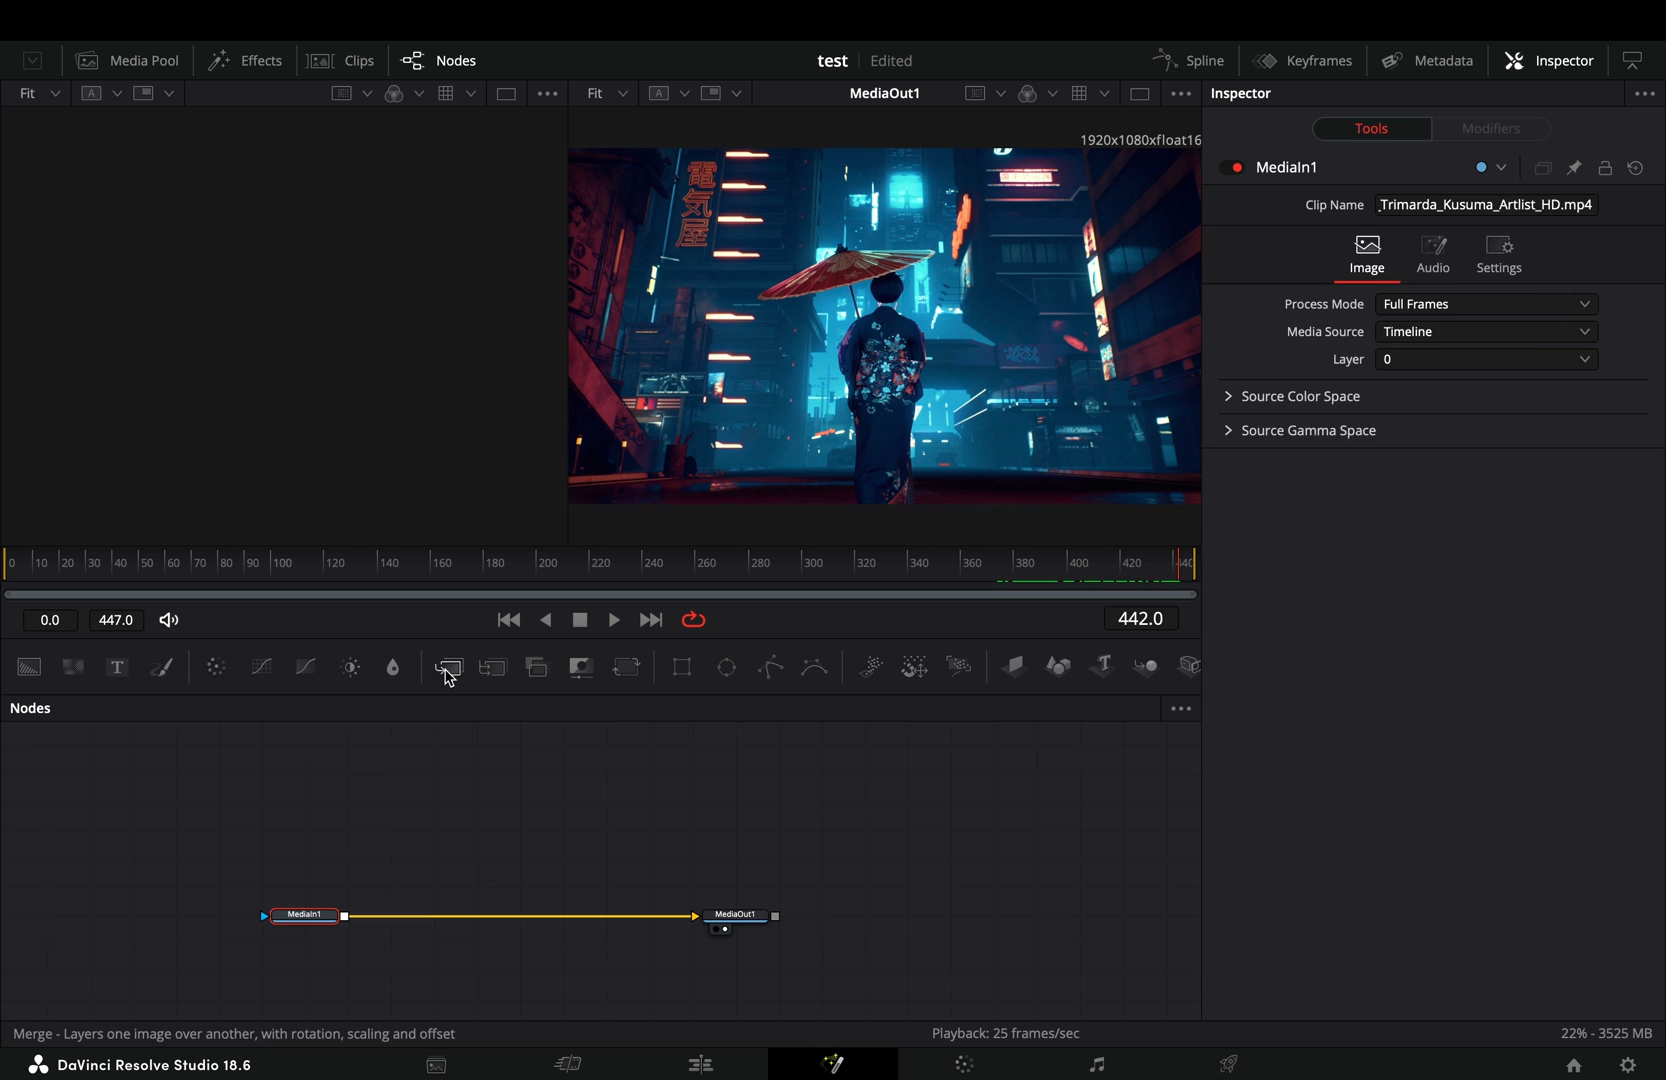 Media Pool
Effects
Clips
Nodes
test
Edited
Spline
Keyframes
Metadata
Inspector
Fit
A
Fit
A
MediaOut1
Inspector
1920x1080xfloat16
Tools
Modifiers
MediaIn1
Clip Name
_Trimarda_Kusuma_Artlist_HD.mp4
Image
Audio
Settings
Process Mode
Full Frames
Media Source
Timeline
Layer
0
Source Color Space
Source Gamma Space
電気屋
0 10 20 30 40 50 60 70 80 90 100 120 140 160 180 200 220 240 260 280 300 320 340 360 380 400 420 440
0.0
447.0
442.0
T
T
Nodes
MediaIn1
MediaOut1
Merge - Layers one image over another, with rotation, scaling and offset
Playback: 25 frames/sec
22% - 3525 MB
DaVinci Resolve Studio 18.6